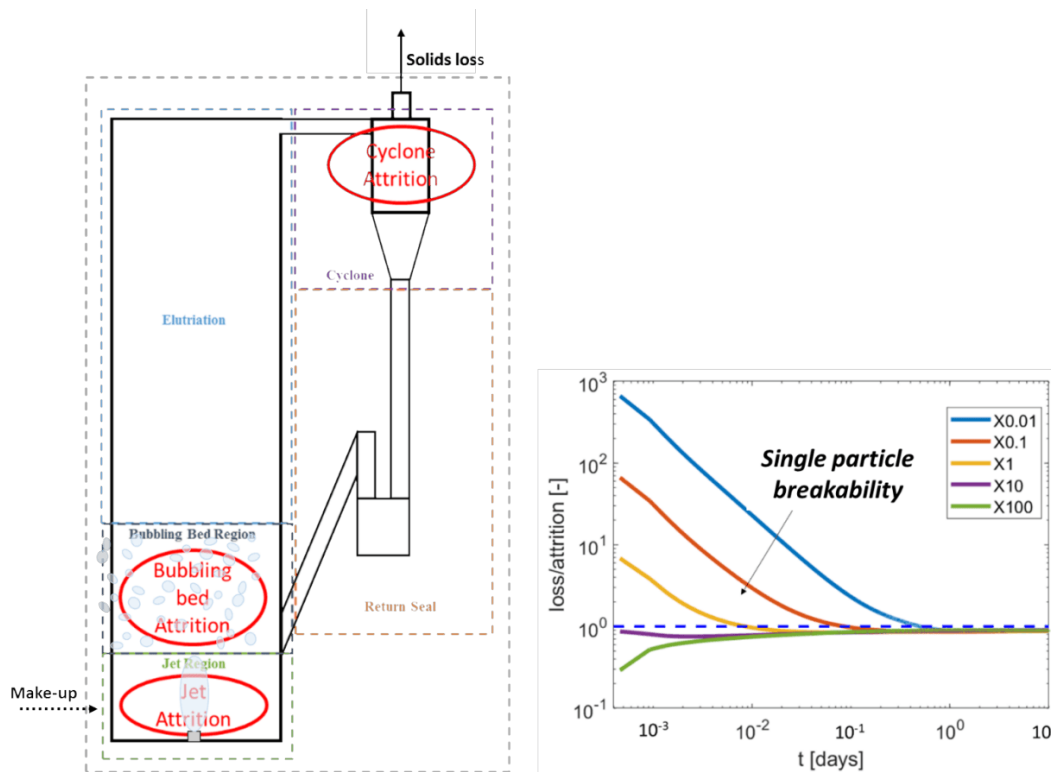 Solids loss
Cyclone
Attrition
Cyclone
Elutriation
Bubbling Bed Region
Bubbling
bed
Attrition
Return Seal
Jet Region
Jet
Attrition
Make-up
10³
10²
10¹
10⁰
10⁻¹
loss/attrition [-]
Single particle
breakability
X0.01
X0.1
X1
X10
X100
10⁻³
10⁻²
10⁻¹
10⁰
10
t [days]